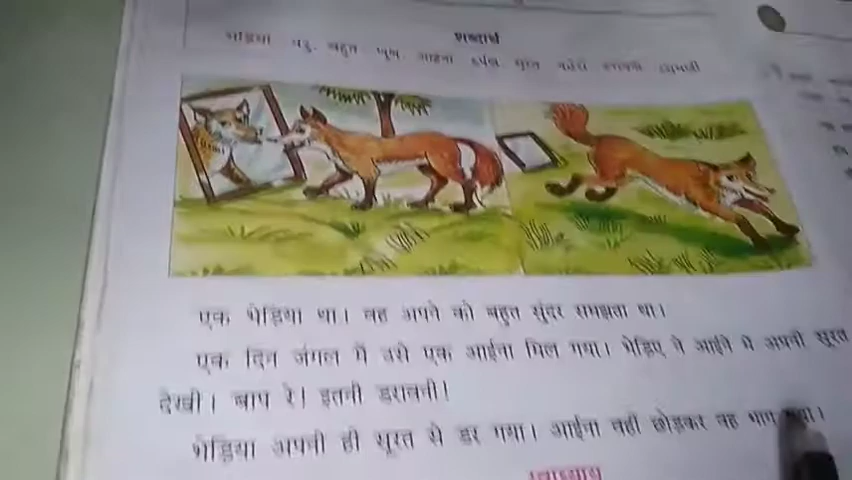 शब्दार्थ
एक भेड़िया था। वह अपने को बहुत सुंदर समझता था।
एक दिन जंगल में उसे एक आईना मिल गया। भेड़िए ने आईने में अपनी सूरत
देखी। बाप रे! इतनी डरावनी!
भेड़िया अपनी ही सूरत से डर गया। आईना वहीं छोड़कर वह भाग गया।
स्वाध्याय